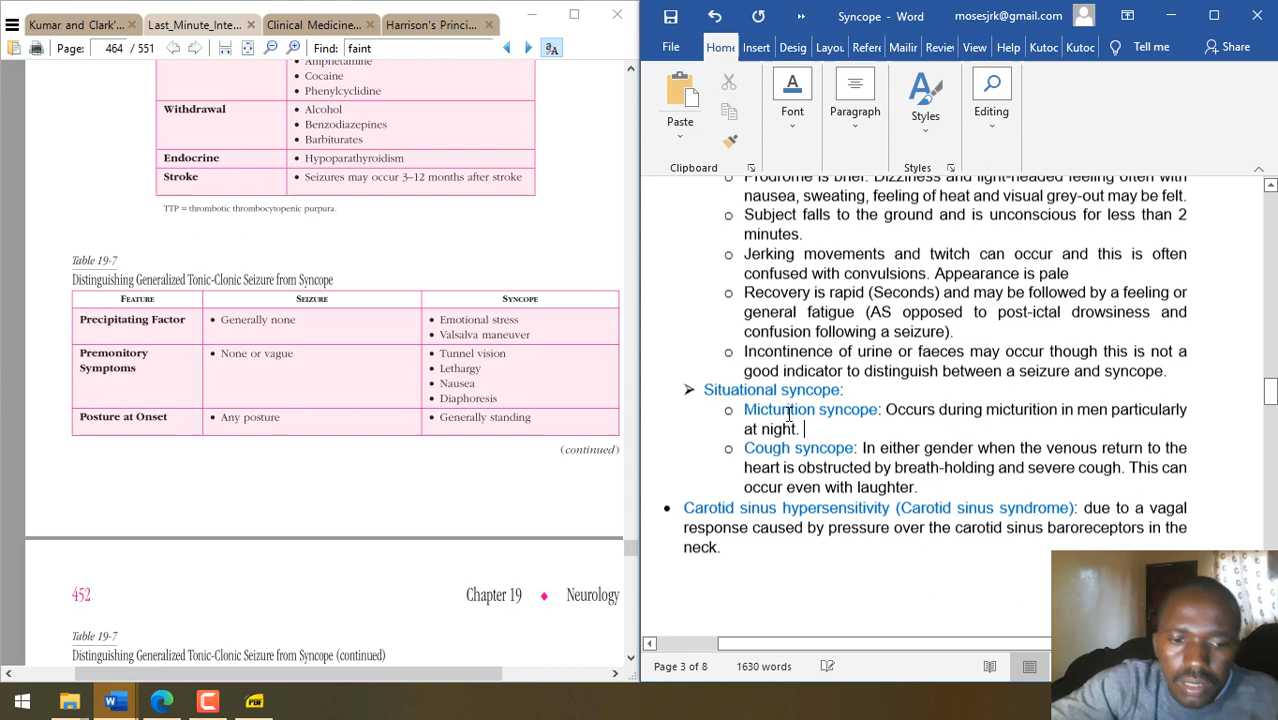 Kumar and Clark'...
Last_Minute_Inte...
Clinical Medicine...
Harrison's Princi...
Page:
464 / 551
Find:
faint
Amphetamine
• Cocaine
• Phenylcyclidine
Withdrawal
• Alcohol
• Benzodiazepines
• Barbiturates
Endocrine
• Hypoparathyroidism
Stroke
• Seizures may occur 3–12 months after stroke
TTP = thrombotic thrombocytopenic purpura.
Table 19-7
Distinguishing Generalized Tonic-Clonic Seizure from Syncope
FEATURE
SEIZURE
SYNCOPE
Precipitating Factor
• Generally none
• Emotional stress
• Valsalva maneuver
Premonitory
Symptoms
• None or vague
• Tunnel vision
• Lethargy
• Nausea
• Diaphoresis
Posture at Onset
• Any posture
• Generally standing
(continued)
452
Chapter 19 ♦ Neurology
Table 19-7
Distinguishing Generalized Tonic-Clonic Seizure from Syncope (continued)
Syncope - Word
mosesjrk@gmail.com
File
Home
Insert
Desig
Layou
Refere
Mailin
Review
View
Help
Kutoc
Kutoc
Tell me
Share
Paste
Font
Paragraph
Styles
Editing
Clipboard
Styles
o Prodrome is brief. Dizziness and light-headed feeling often with
nausea, sweating, feeling of heat and visual grey-out may be felt.
o Subject falls to the ground and is unconscious for less than 2
minutes.
o Jerking movements and twitch can occur and this is often
confused with convulsions. Appearance is pale
o Recovery is rapid (Seconds) and may be followed by a feeling or
general fatigue (AS opposed to post-ictal drowsiness and
confusion following a seizure).
o Incontinence of urine or faeces may occur though this is not a
good indicator to distinguish between a seizure and syncope.
➢ Situational syncope:
o Micturition syncope: Occurs during micturition in men particularly
at night.
o Cough syncope: In either gender when the venous return to the
heart is obstructed by breath-holding and severe cough. This can
occur even with laughter.
• Carotid sinus hypersensitivity (Carotid sinus syndrome): due to a vagal
response caused by pressure over the carotid sinus baroreceptors in the
neck.
Page 3 of 8
1630 words